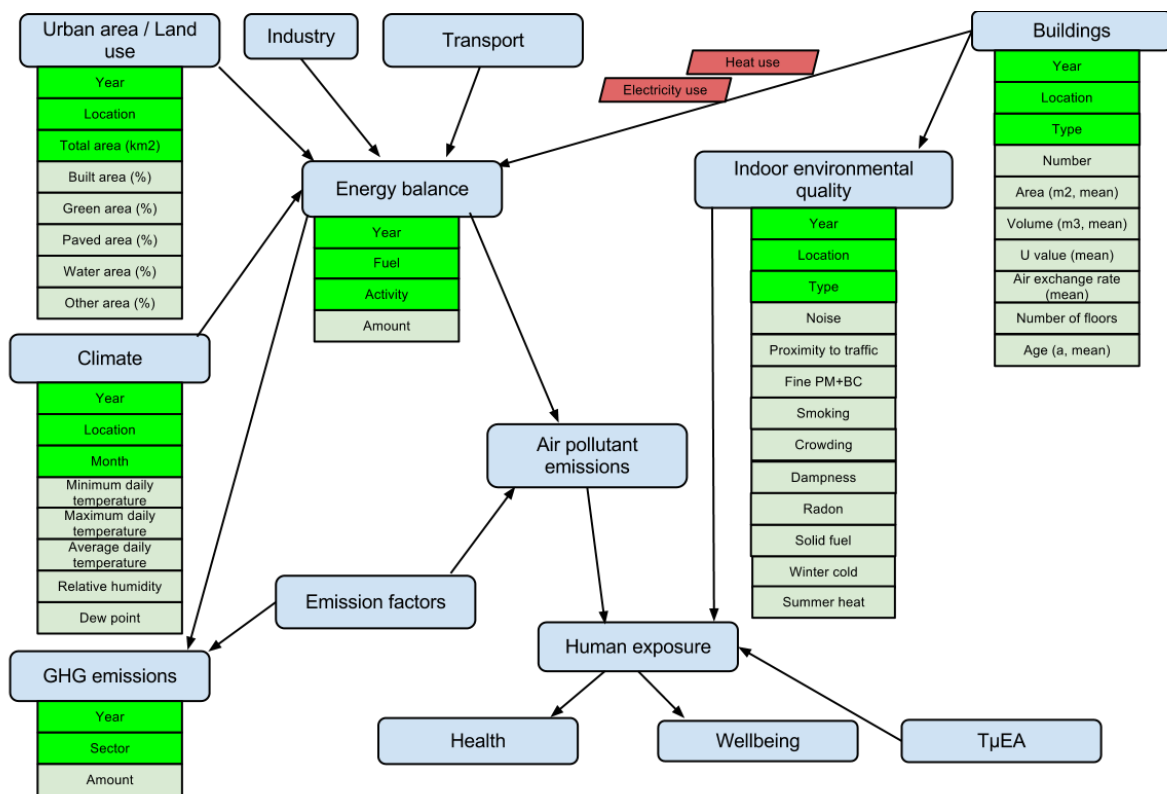 Urban area / Land
use
Year
Location
Total area (km2)
Built area (%)
Green area (%)
Paved area (%)
Water area (%)
Other area (%)
Industry
Transport
Heat use
Electricity use
Buildings
Year
Location
Type
Number
Area (m2, mean)
Volume (m3, mean)
U value (mean)
Air exchange rate
(mean)
Number of floors
Age (a, mean)
Energy balance
Year
Fuel
Activity
Amount
Indoor environmental
quality
Year
Location
Type
Noise
Proximity to traffic
Fine PM+BC
Smoking
Crowding
Dampness
Radon
Solid fuel
Winter cold
Summer heat
Climate
Year
Location
Month
Minimum daily
temperature
Maximum daily
temperature
Average daily
temperature
Relative humidity
Dew point
Air pollutant
emissions
Emission factors
Human exposure
GHG emissions
Year
Sector
Amount
Health
Wellbeing
TµEA